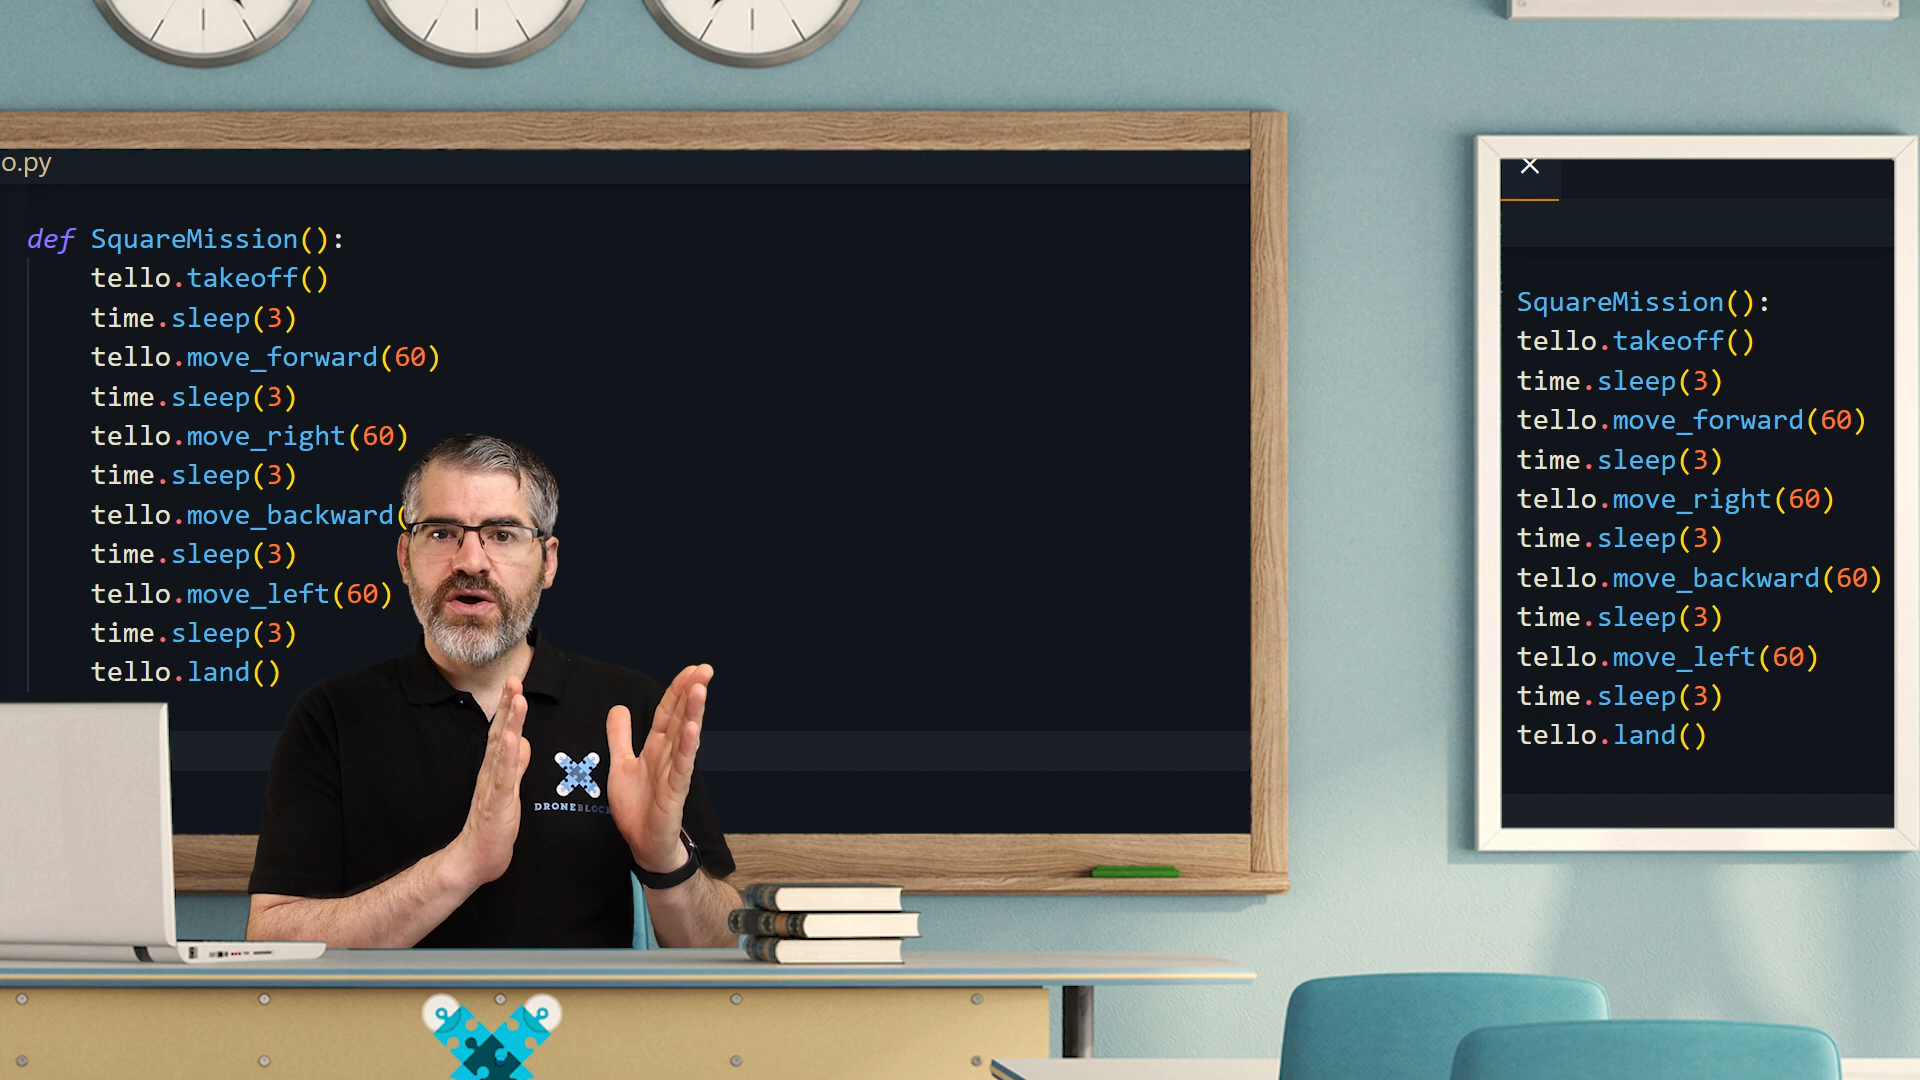 o.py
def SquareMission():
tello.takeoff()
time.sleep(3)
tello.move_forward(60)
time.sleep(3)
tello.move_right(60)
time.sleep(3)
tello.move_backward(
time.sleep(3)
tello.move_left(60)
time.sleep(3)
tello.land()
DRONEBLOC
SquareMission():
tello.takeoff()
time.sleep(3)
tello.move_forward(60)
time.sleep(3)
tello.move_right(60)
time.sleep(3)
tello.move_backward(60)
time.sleep(3)
tello.move_left(60)
time.sleep(3)
tello.land()